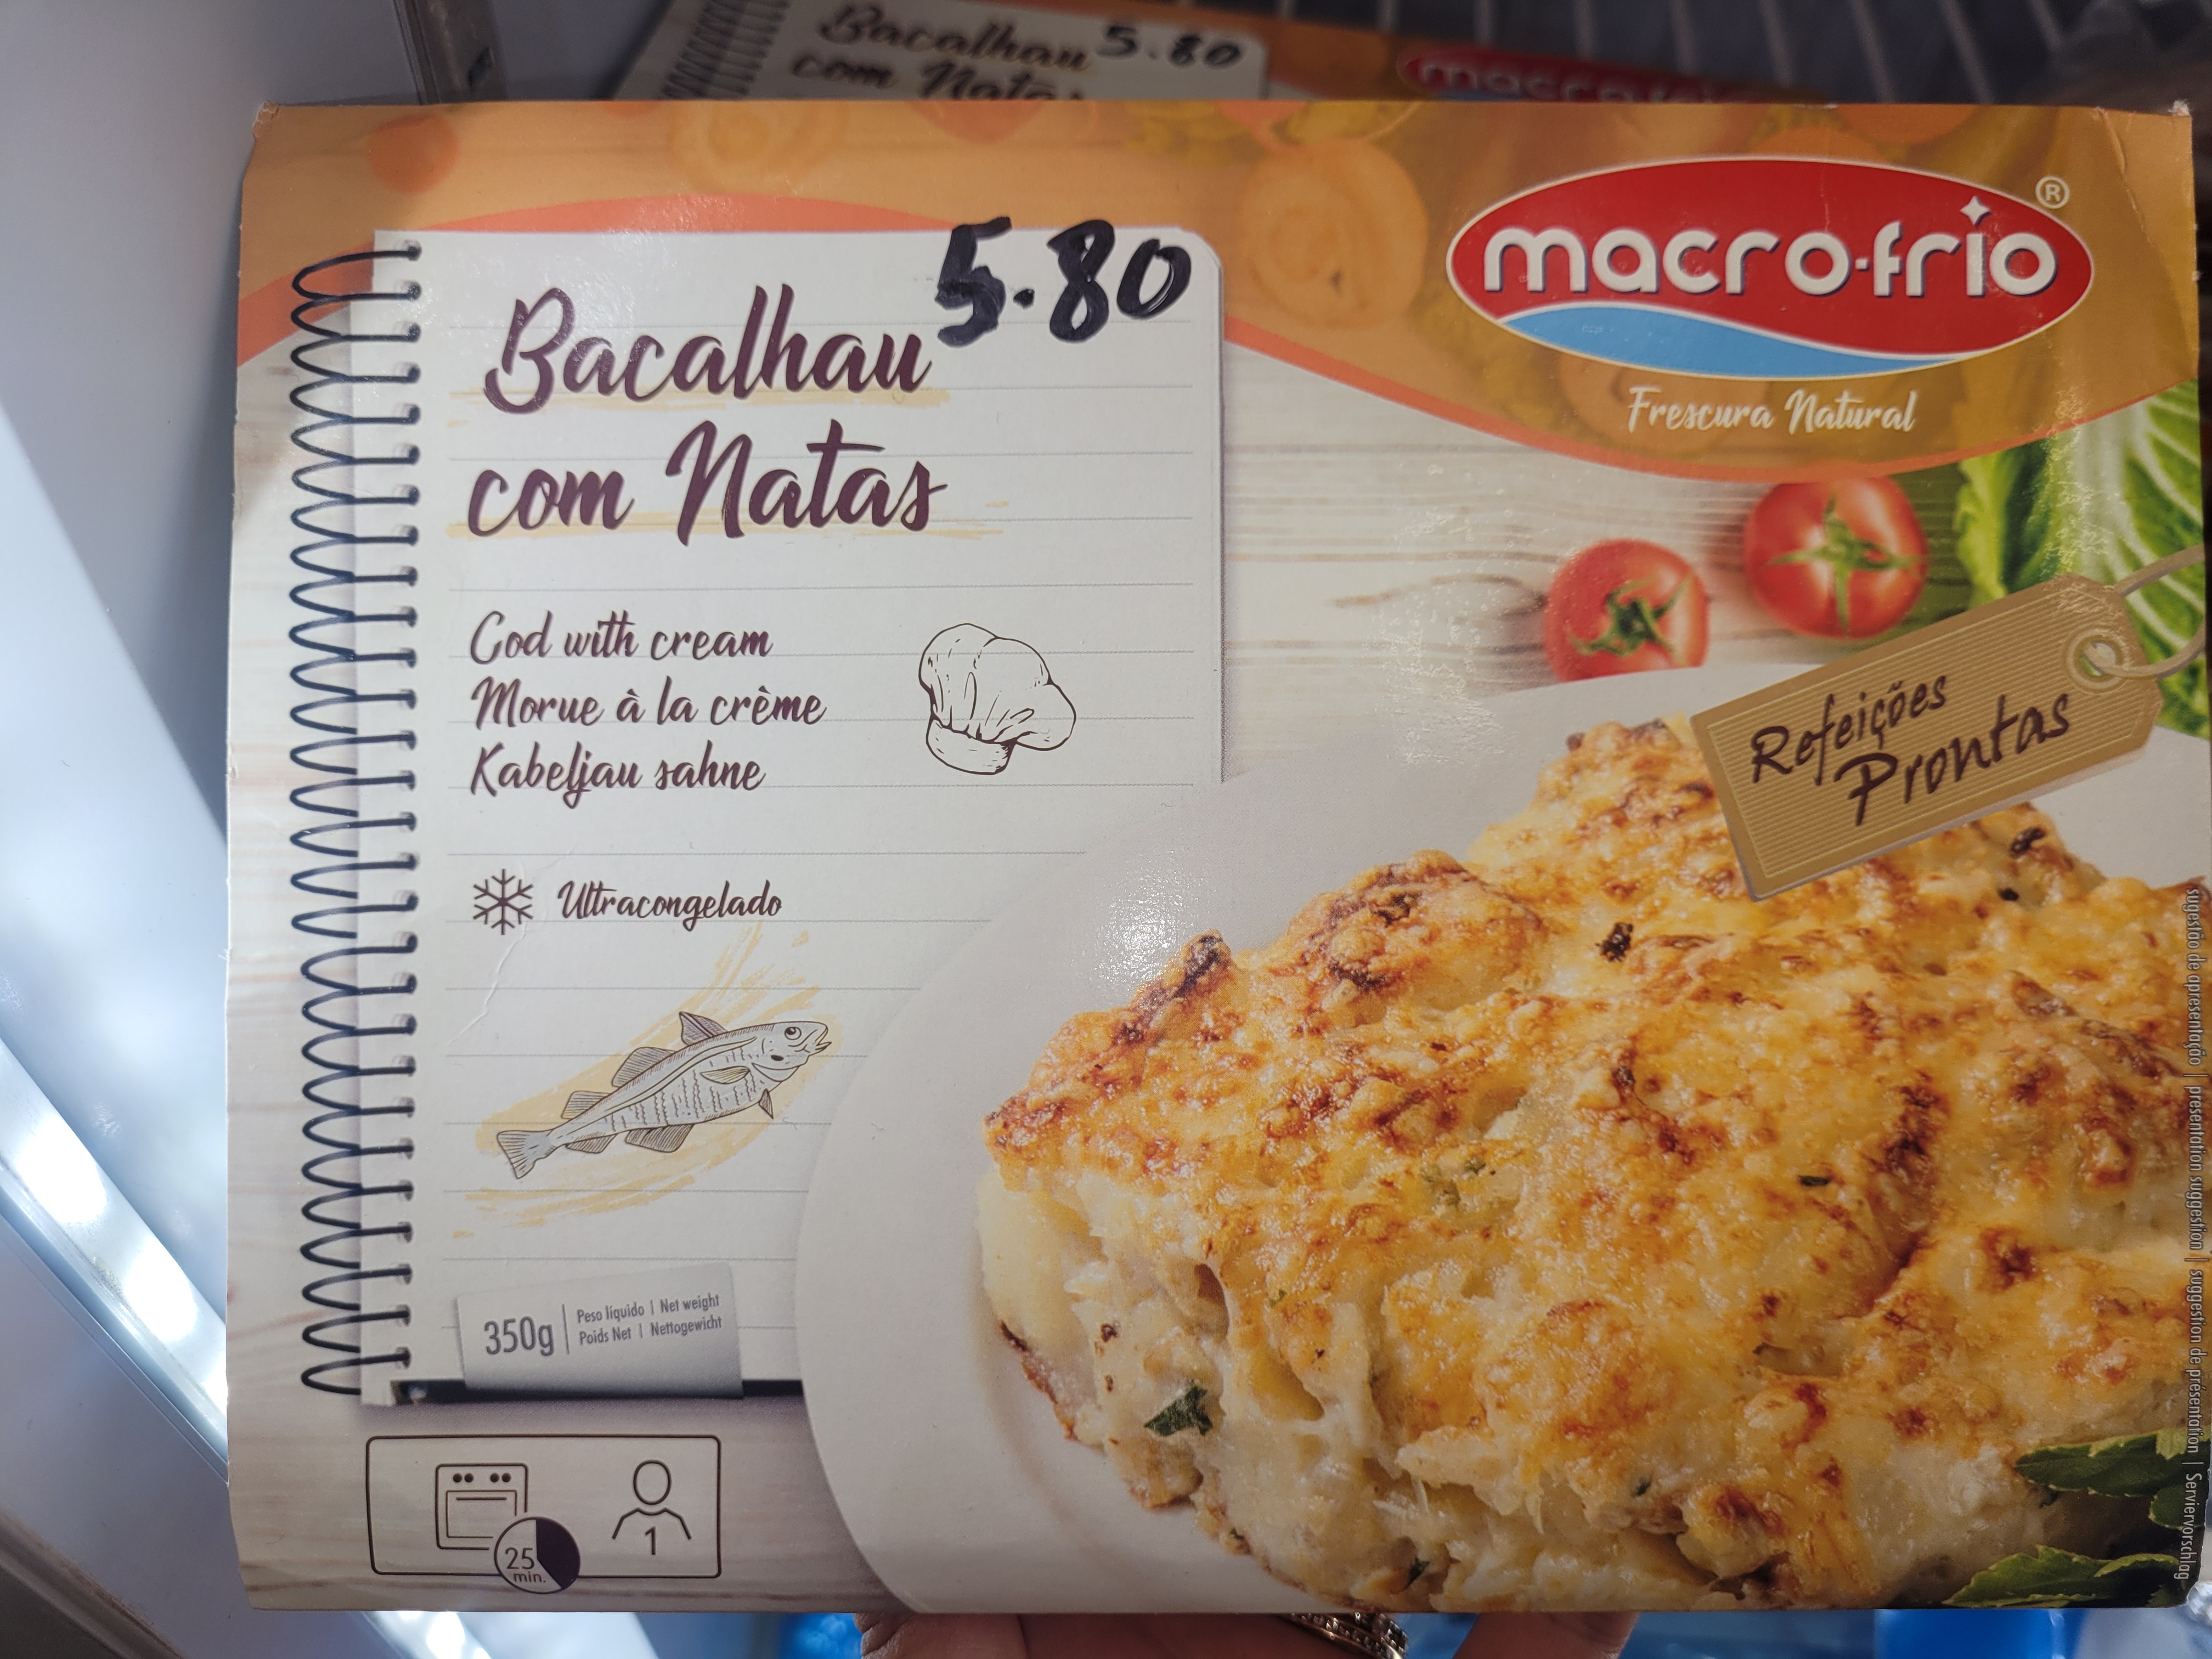 Bacalhau 5.80
com Natas
macro-frio
5.80
Bacalhau
com Natas
macro-frio®
Frescura Natural
Cod with cream
Morue à la crème
Kabeljau sahne
Refeições
Prontas
Ultracongelado
350g
Peso líquido | Net weight
Poids Net | Nettogewicht
25
min.
1
sugestão de apresentação | presentation suggestion | suggestion de présentation | Serviervorschlag